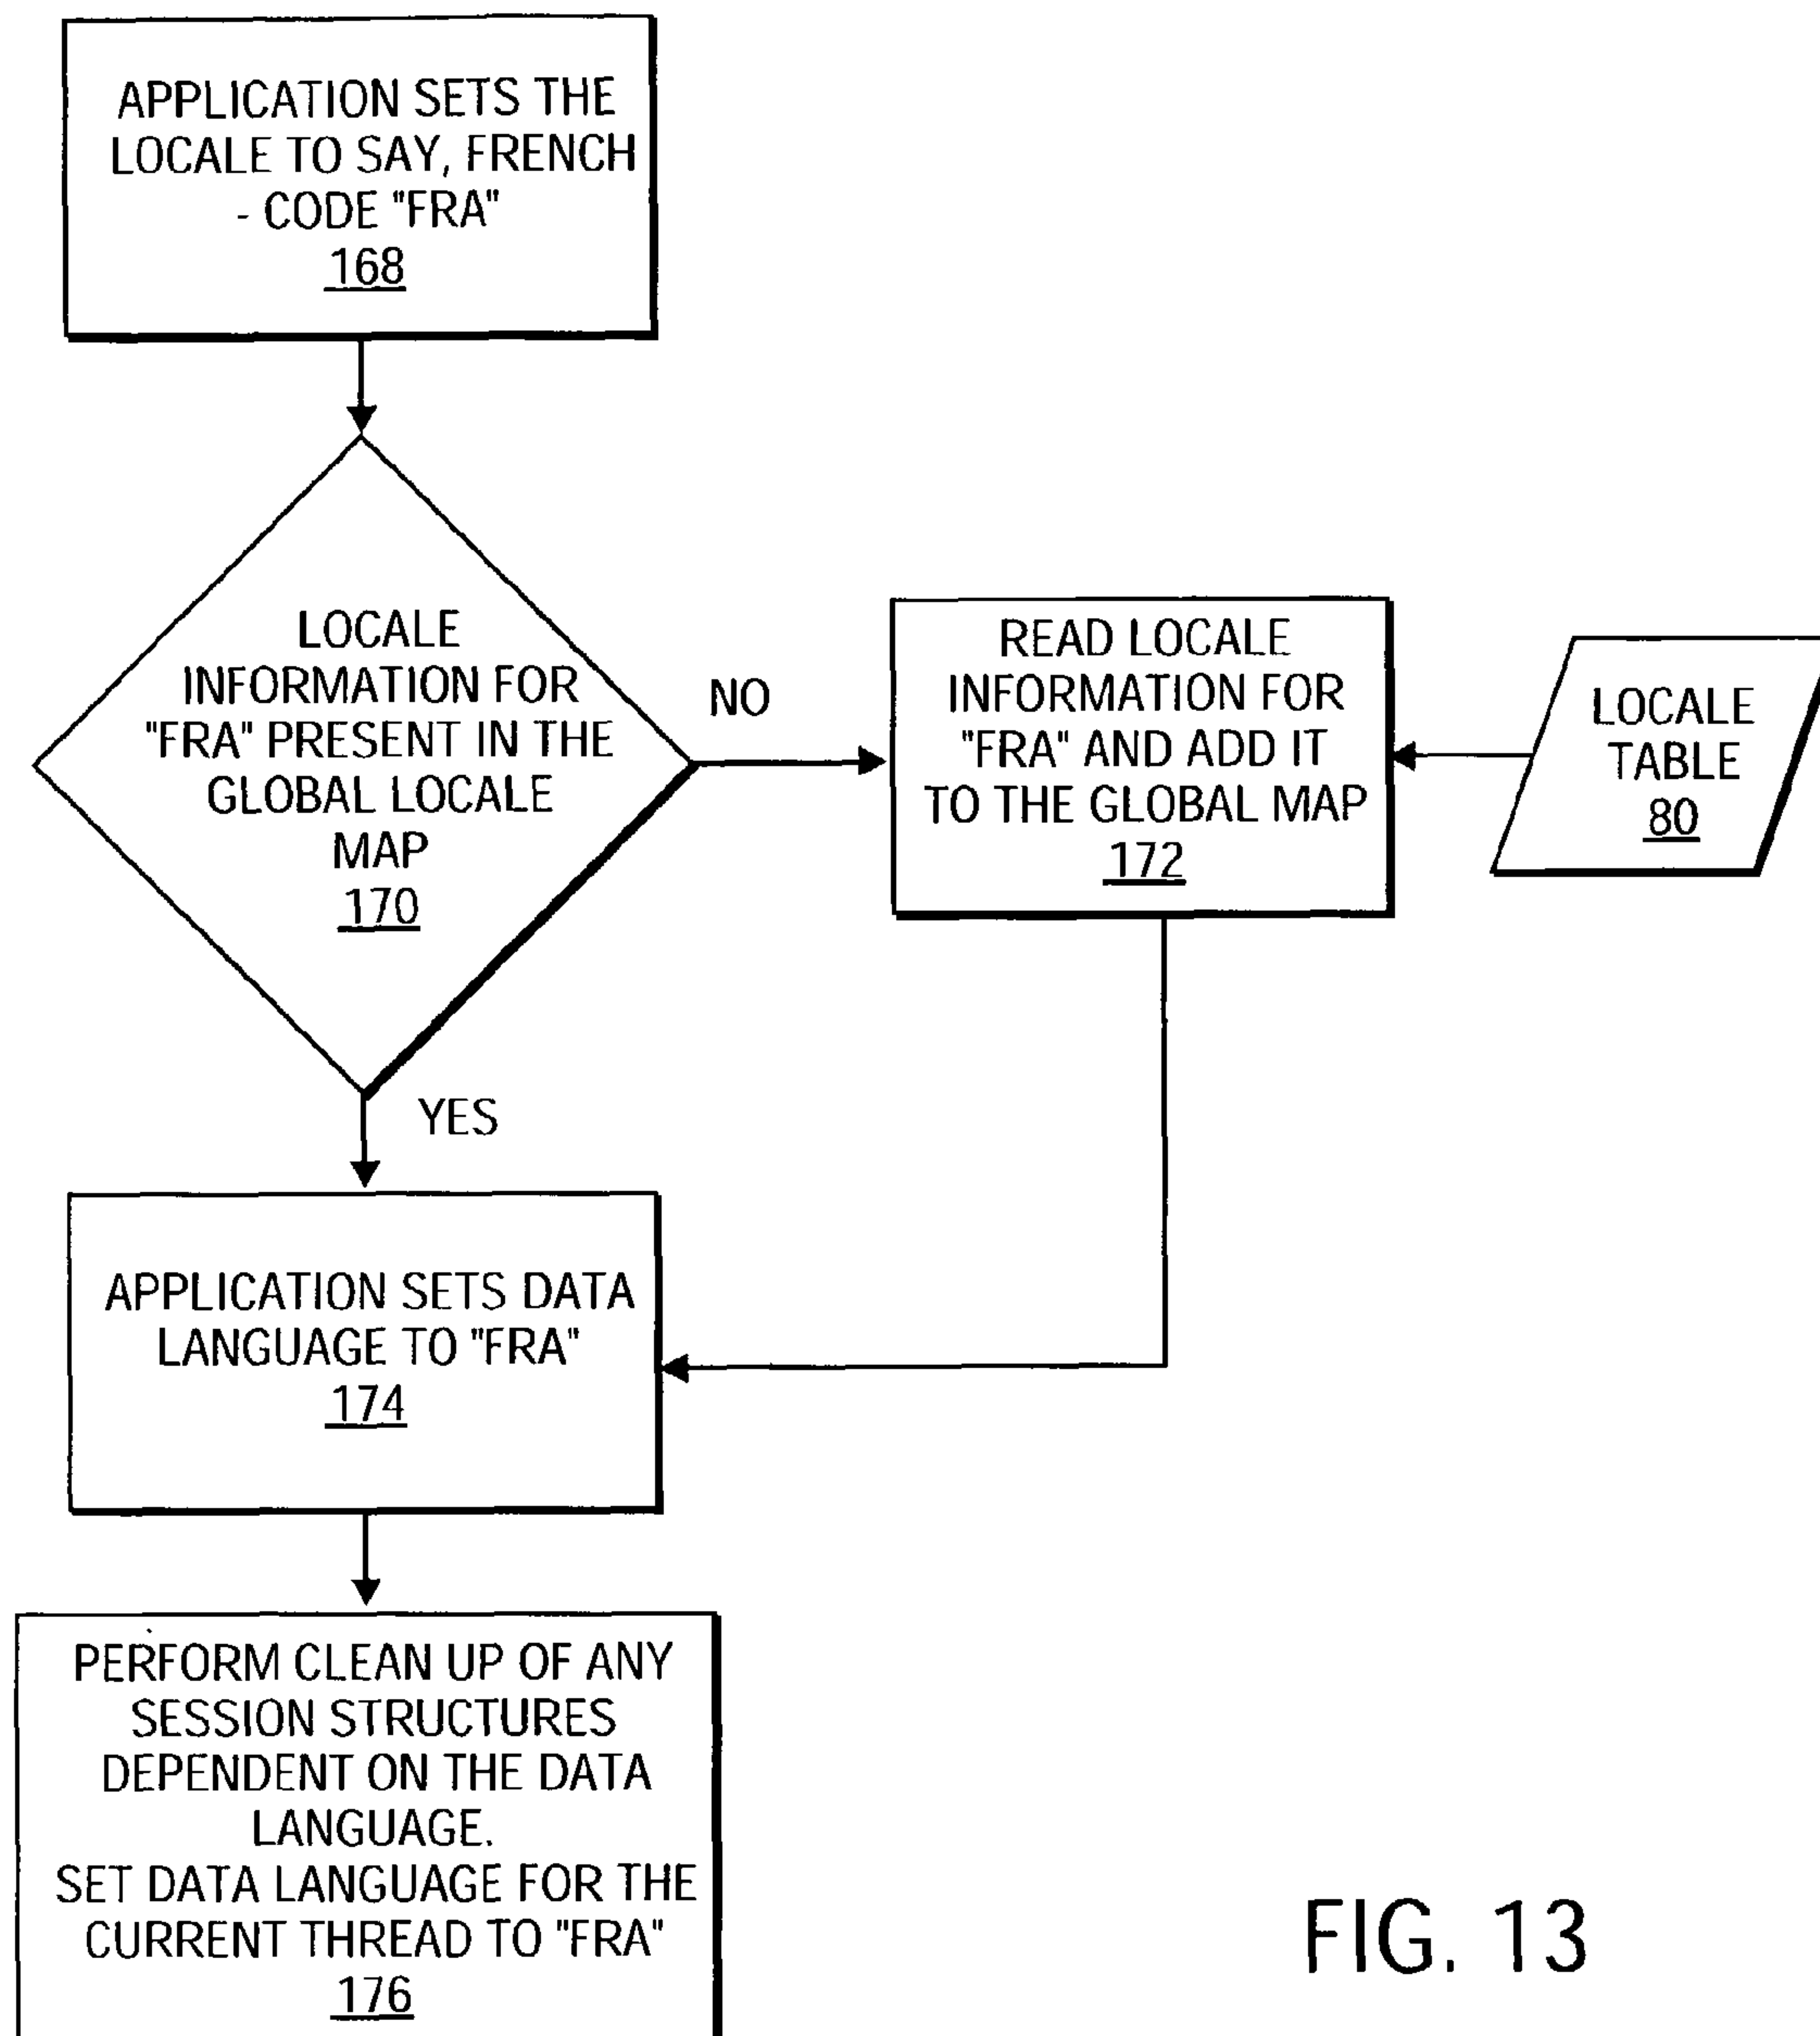 APPLICATION SETS THE
LOCALE TO SAY, FRENCH
- CODE "FRA"
168
LOCALE
INFORMATION FOR
"FRA" PRESENT IN THE
GLOBAL LOCALE
MAP
170
NO
READ LOCALE
INFORMATION FOR
"FRA" AND ADD IT
TO THE GLOBAL MAP
172
LOCALE
TABLE
80
YES
APPLICATION SETS DATA
LANGUAGE TO "FRA"
174
PERFORM CLEAN UP OF ANY
SESSION STRUCTURES
DEPENDENT ON THE DATA
LANGUAGE.
SET DATA LANGUAGE FOR THE
CURRENT THREAD TO "FRA"
176
FIG. 13